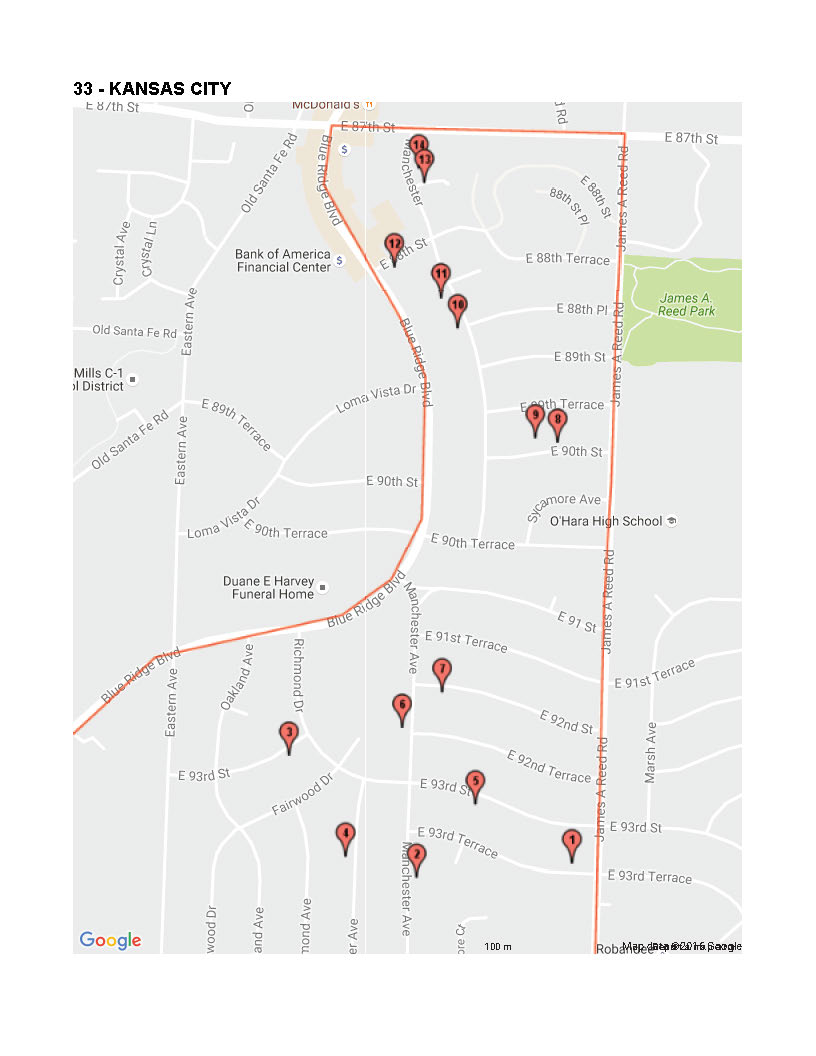 33 - KANSAS CITY
McDonald's
E 87th St
E 87th St
E 87th St
Old Santa Fe Rd
Blue Ridge Blvd
Manchester
14
13
James A Reed Rd
E 88th St
88th St Pl
Crystal Ave
Crystal Ln
12
Bank of America
Financial Center
E 88th Terrace
11
10
James A.
Reed Park
E 88th Pl
Old Santa Fe Rd
Eastern Ave
Blue Ridge Blvd
James A Reed Rd
E 89th St
Mills C-1
ol District
Loma Vista Dr
E 89th Terrace
E 89th Terrace
9
8
Old Santa Fe Rd
Eastern Ave
E 90th St
E 90th St
Loma Vista Dr
Sycamore Ave
O'Hara High School
E 90th Terrace
E 90th Terrace
Duane E Harvey
Funeral Home
Blue Ridge Blvd
Manchester Ave
James A Reed Rd
E 91 St
E 91st Terrace
Blue Ridge Blvd
Eastern Ave
Oakland Ave
Richmond Dr
7
E 91st Terrace
6
E 92nd St
3
E 92nd Terrace
Marsh Ave
James A Reed Rd
E 93rd St
Fairwood Dr
E 93rd St
5
E 93rd St
4
E 93rd Terrace
1
2
E 93rd Terrace
Manchester Ave
wood Dr
and Ave
mond Ave
er Ave
ore Cr
Google
100 m